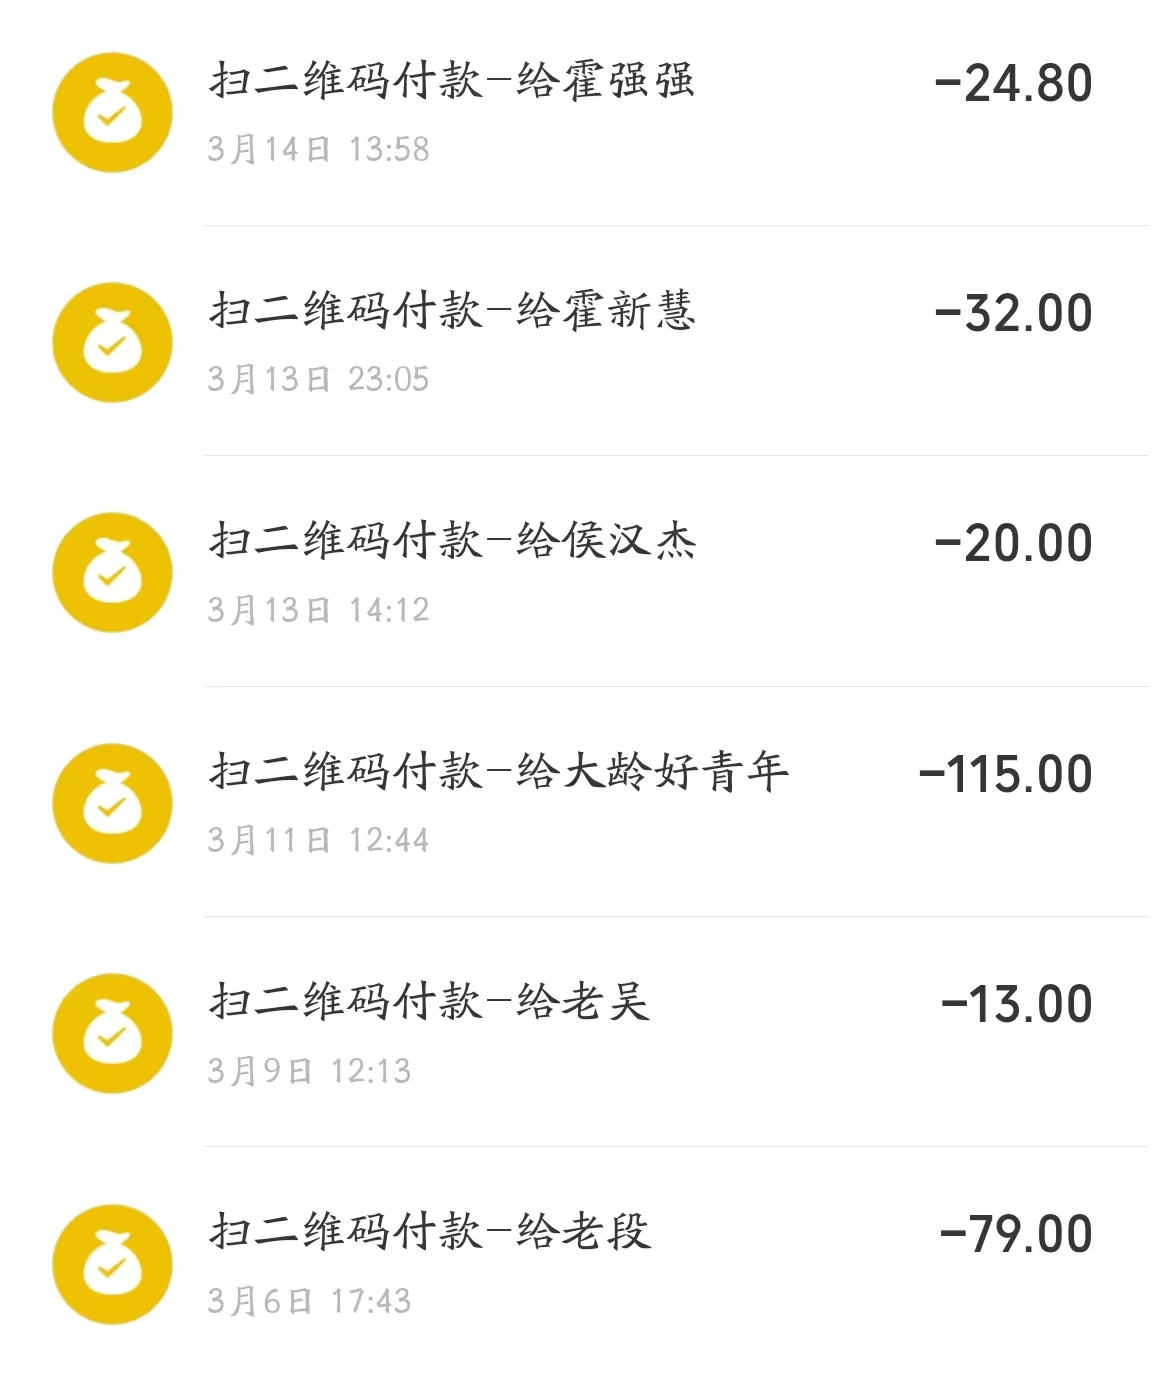 扫二维码付款-给霍强强 -24.80
3月14日 13:58
扫二维码付款-给霍新慧 -32.00
3月13日 23:05
扫二维码付款-给侯汉杰 -20.00
3月13日 14:12
扫二维码付款-给大龄好青年 -115.00
3月11日 12:44
扫二维码付款-给老吴 -13.00
3月9日 12:13
扫二维码付款-给老段 -79.00
3月6日 17:43